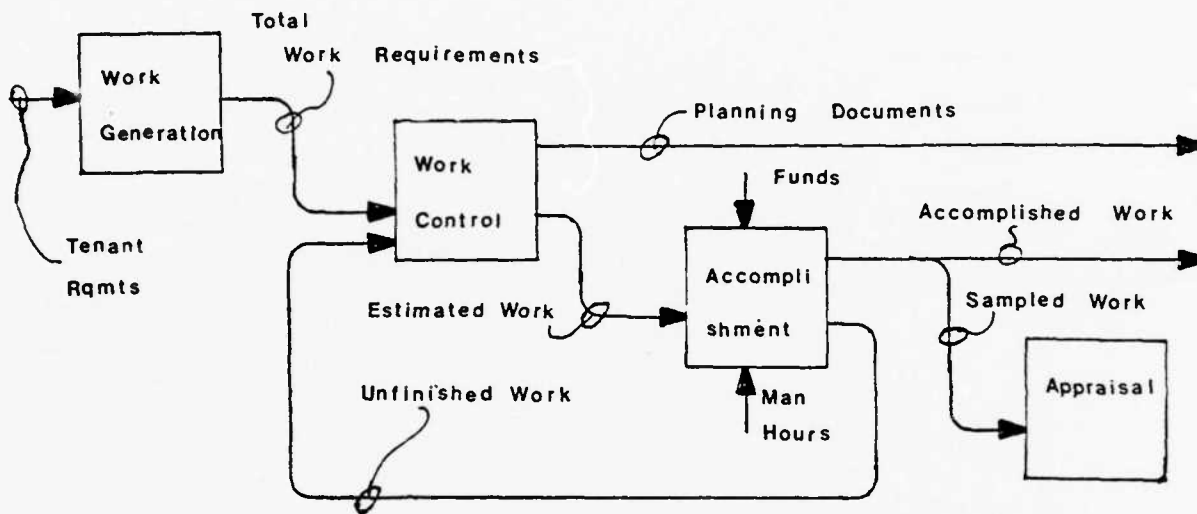 Total
Work Requirements
Work
Generation
Tenant
Rqmts
Planning Documents
Work
Control
Funds
Accomplished Work
Estimated Work
Accompli
shment
Sampled Work
Unfinished Work
Man
Hours
Appraisal